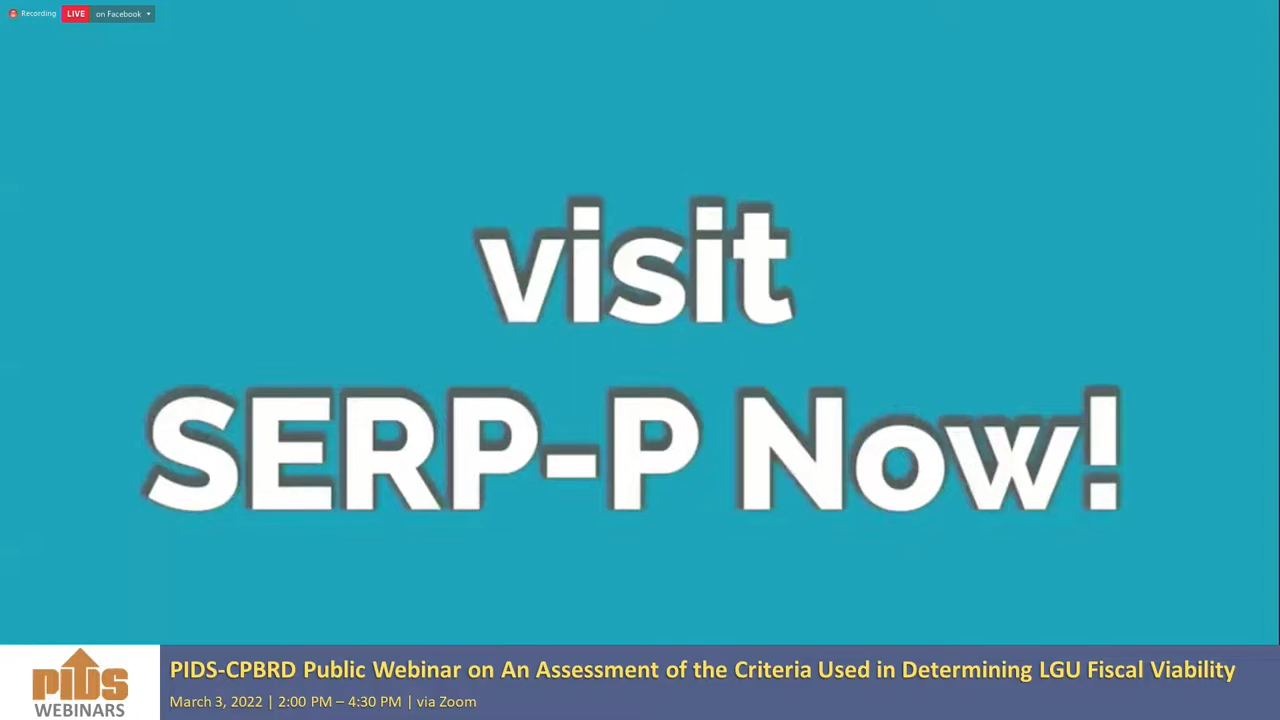 Recording LIVE on Facebook
visit
SERP-P Now!
PIDS
WEBINARS
PIDS-CPBRD Public Webinar on An Assessment of the Criteria Used in Determining LGU Fiscal Viability
March 3, 2022 | 2:00 PM – 4:30 PM | via Zoom